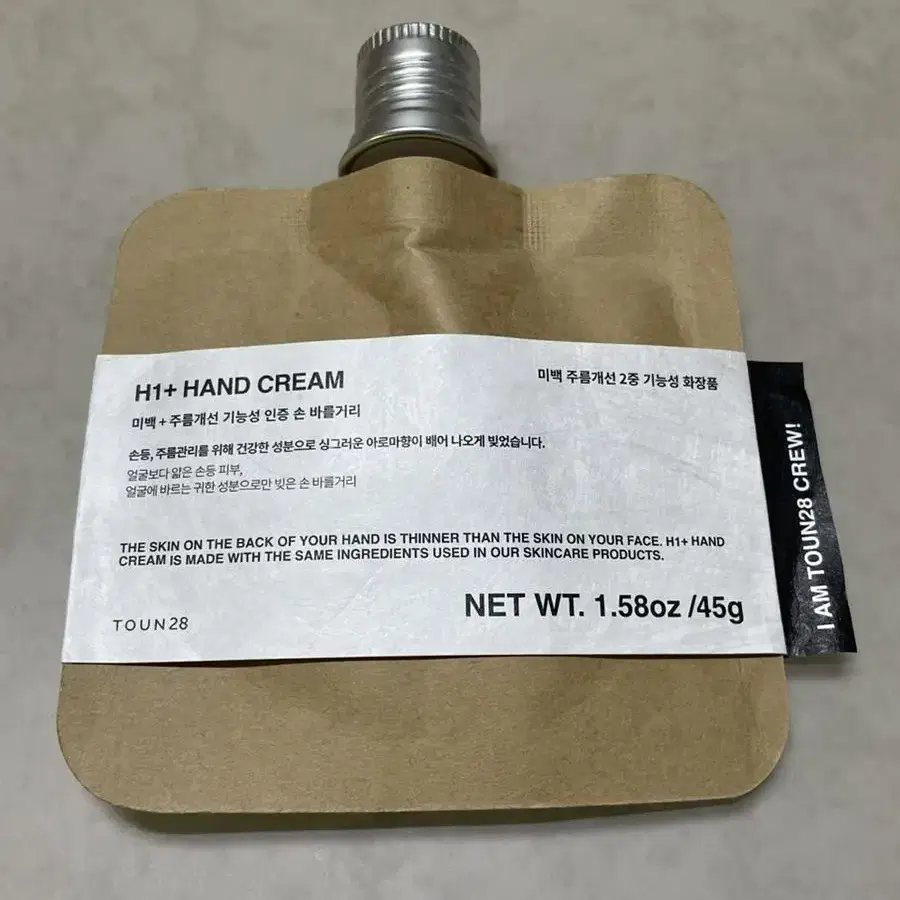 H1+ HAND CREAM
미백 주름개선 2중 기능성 화장품
미백 + 주름개선 기능성 인증 손 바를거리
손등, 주름관리를 위해 건강한 성분으로 싱그러운 아로마향이 배어 나오게 빚었습니다.
얼굴보다 얇은 손등 피부,
얼굴에 바르는 귀한 성분으로만 빚은 손 바를거리
THE SKIN ON THE BACK OF YOUR HAND IS THINNER THAN THE SKIN ON YOUR FACE. H1+ HAND
CREAM IS MADE WITH THE SAME INGREDIENTS USED IN OUR SKINCARE PRODUCTS.
NET WT. 1.58oz /45g
TOUN28
I AM TOUN28 CREW!